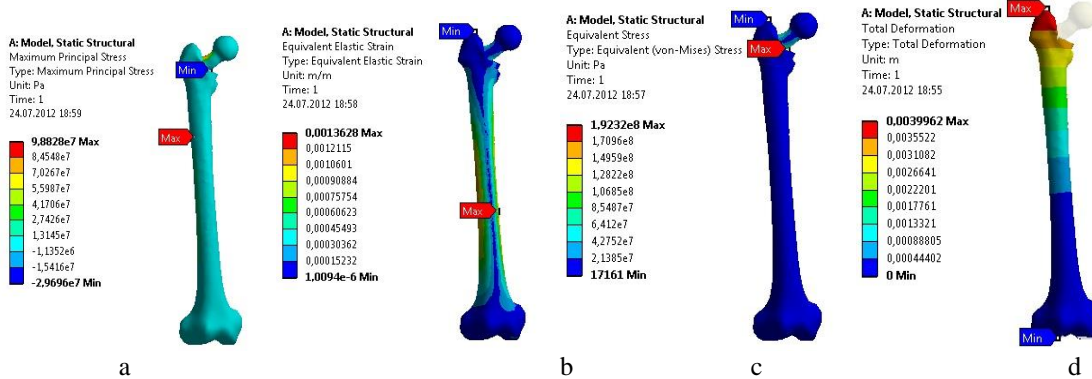 A: Model, Static Structural
Maximum Principal Stress
Type: Maximum Principal Stress
Unit: Pa
Time: 1
24.07.2012 18:59
9,8828e7 Max
8,4548e7
7,0267e7
5,5987e7
4,1706e7
2,7426e7
1,3145e7
-1,1352e6
-1,5416e7
-2,9696e7 Min
Min
Max
a
A: Model, Static Structural
Equivalent Elastic Strain
Type: Equivalent Elastic Strain
Unit: m/m
Time: 1
24.07.2012 18:58
0,0013628 Max
0,0012115
0,0010601
0,00090884
0,00075754
0,00060623
0,00045493
0,00030362
0,00015232
1,0094e-6 Min
Min
Max
b
A: Model, Static Structural
Equivalent Stress
Type: Equivalent (von-Mises) Stress
Unit: Pa
Time: 1
24.07.2012 18:57
1,9232e8 Max
1,7096e8
1,4959e8
1,2822e8
1,0685e8
8,5487e7
6,412e7
4,2752e7
2,1385e7
17161 Min
Min
Max
c
A: Model, Static Structural
Total Deformation
Type: Total Deformation
Unit: m
Time: 1
24.07.2012 18:55
0,0039962 Max
0,0035522
0,0031082
0,0026641
0,0022201
0,0017761
0,0013321
0,00088805
0,00044402
0 Min
Max
Min
d